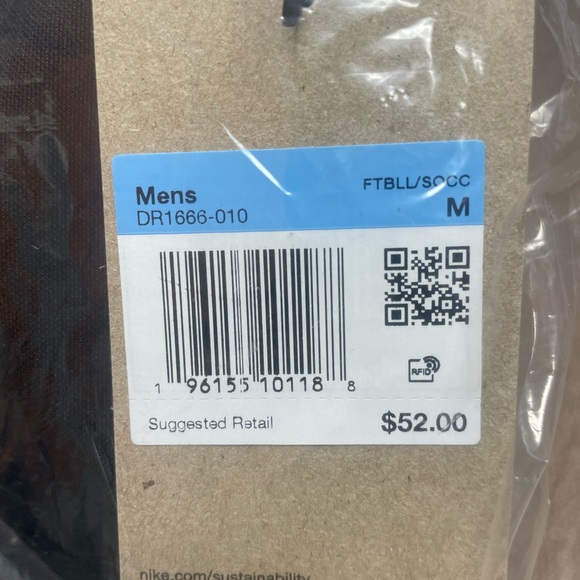 Mens
FTBLL/SOCC
DR1666-010
M
1 96155 10118 8
RFID
Suggested Retail
$52.00
nike.com/sustainability